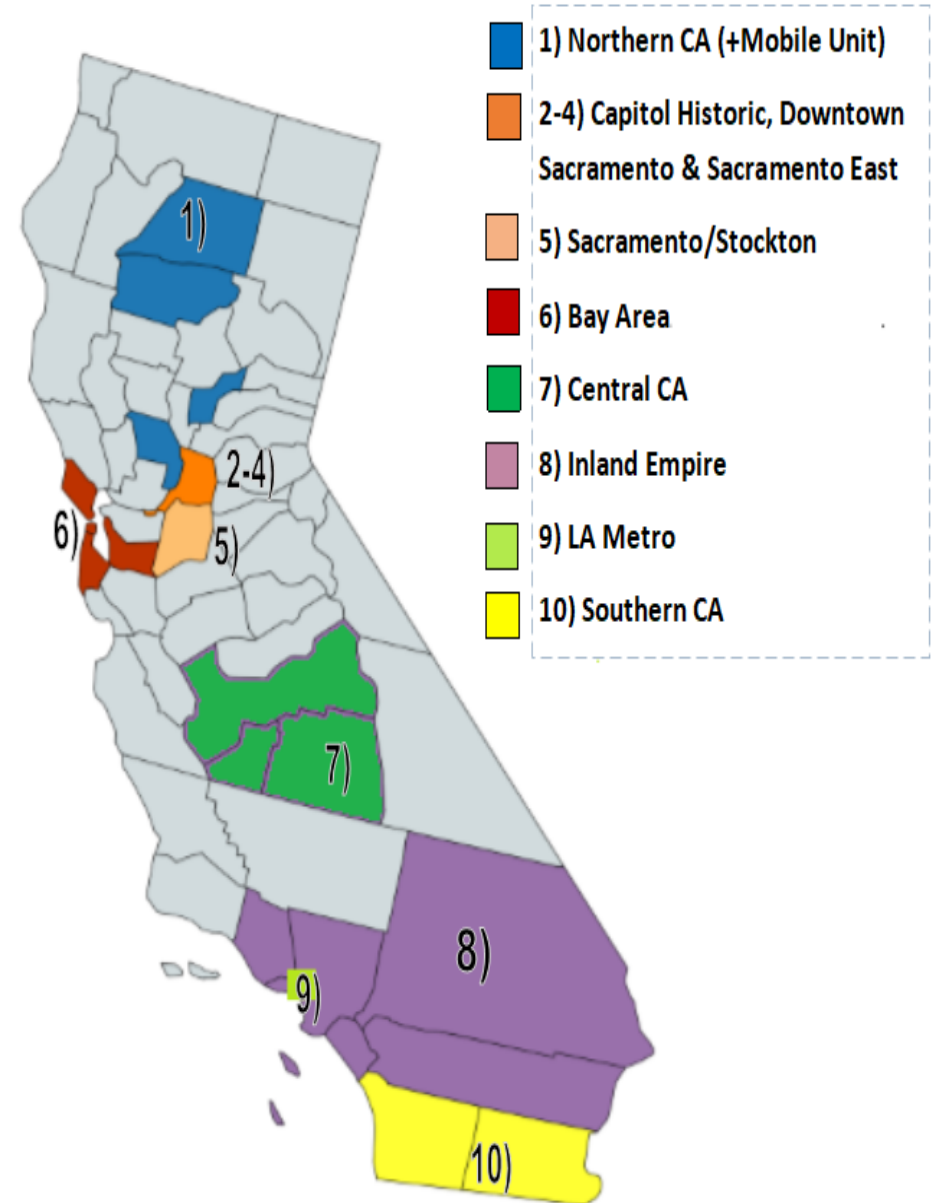 1) Northern CA (+Mobile Unit)
2-4) Capitol Historic, Downtown
Sacramento & Sacramento East
5) Sacramento/Stockton
6) Bay Area
7) Central CA
8) Inland Empire
9) LA Metro
10) Southern CA
1)
2-4)
6)
5)
7)
8)
9)
10)